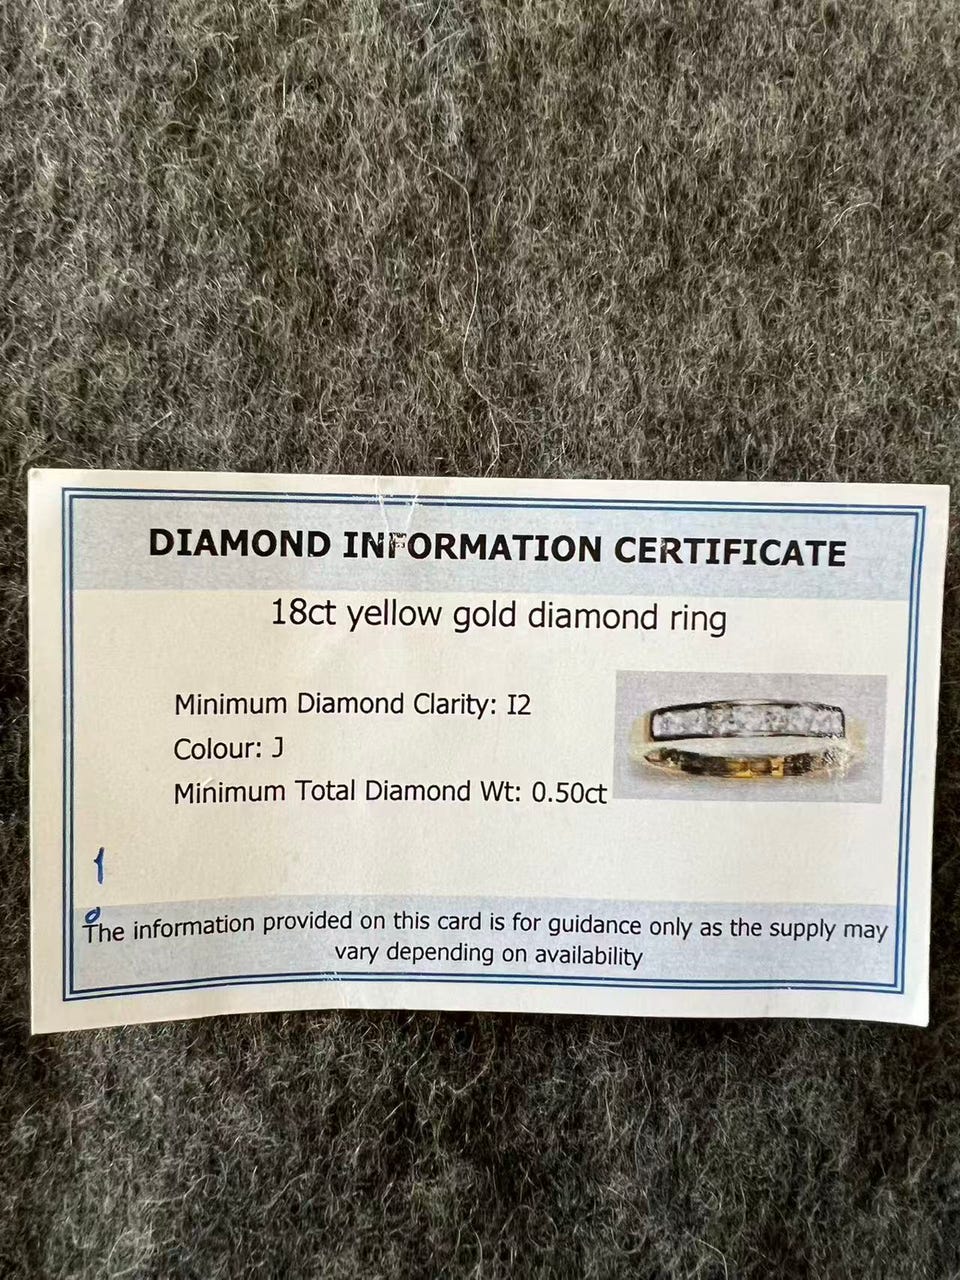 DIAMOND INFORMATION CERTIFICATE
18ct yellow gold diamond ring
Minimum Diamond Clarity: I2
Colour: J
Minimum Total Diamond Wt: 0.50ct
The information provided on this card is for guidance only as the supply may
vary depending on availability